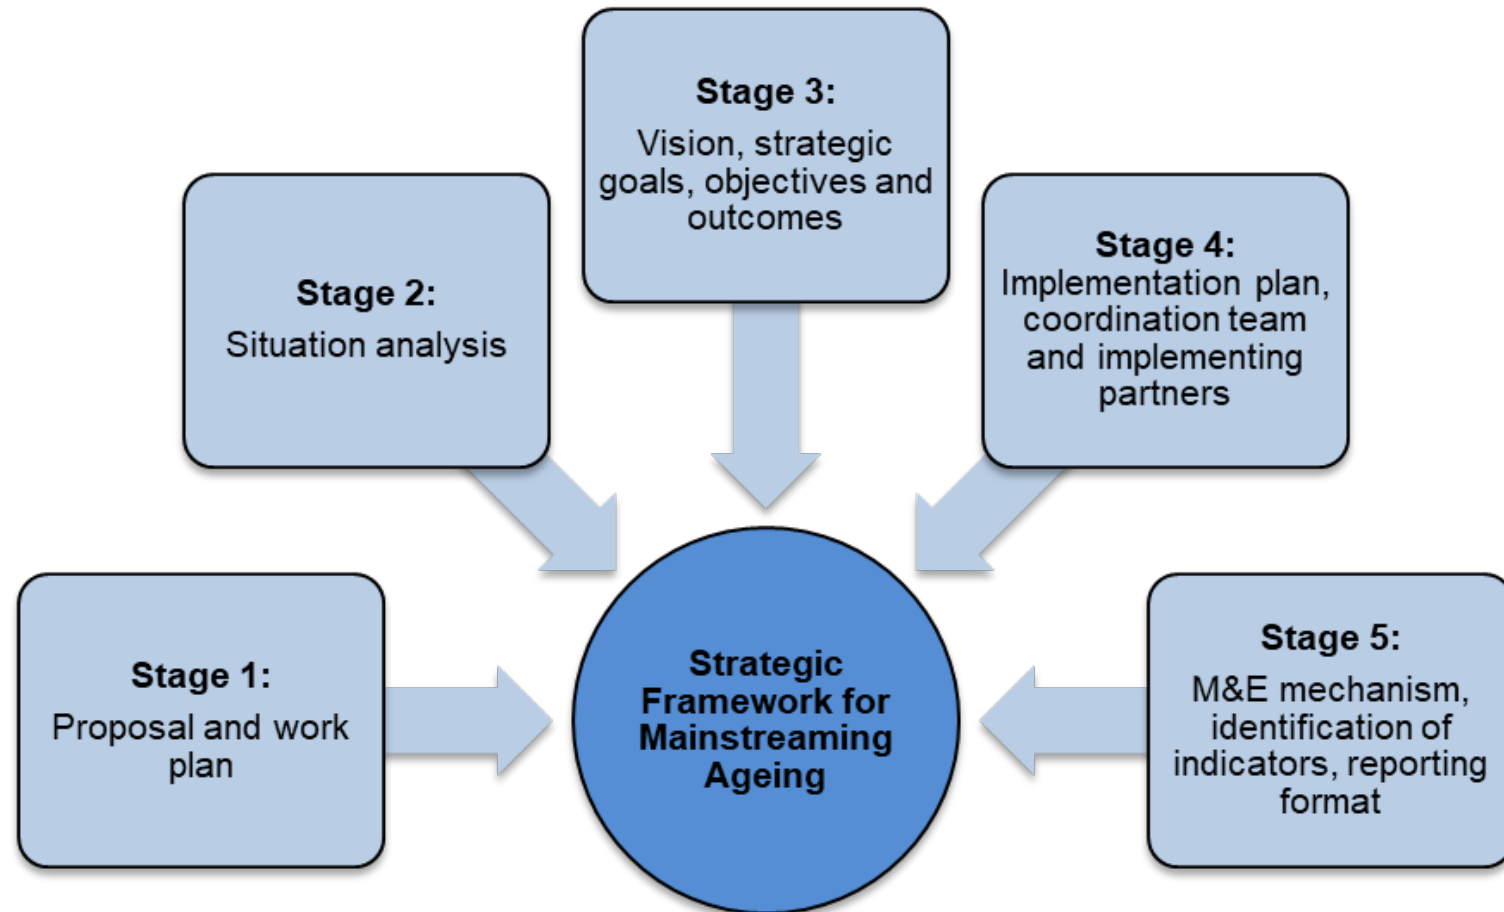 Stage 1:
Proposal and work
plan
Stage 2:
Situation analysis
Stage 3:
Vision, strategic
goals, objectives and
outcomes
Stage 4:
Implementation plan,
coordination team
and implementing
partners
Stage 5:
M&E mechanism,
identification of
indicators, reporting
format
Strategic
Framework for
Mainstreaming
Ageing